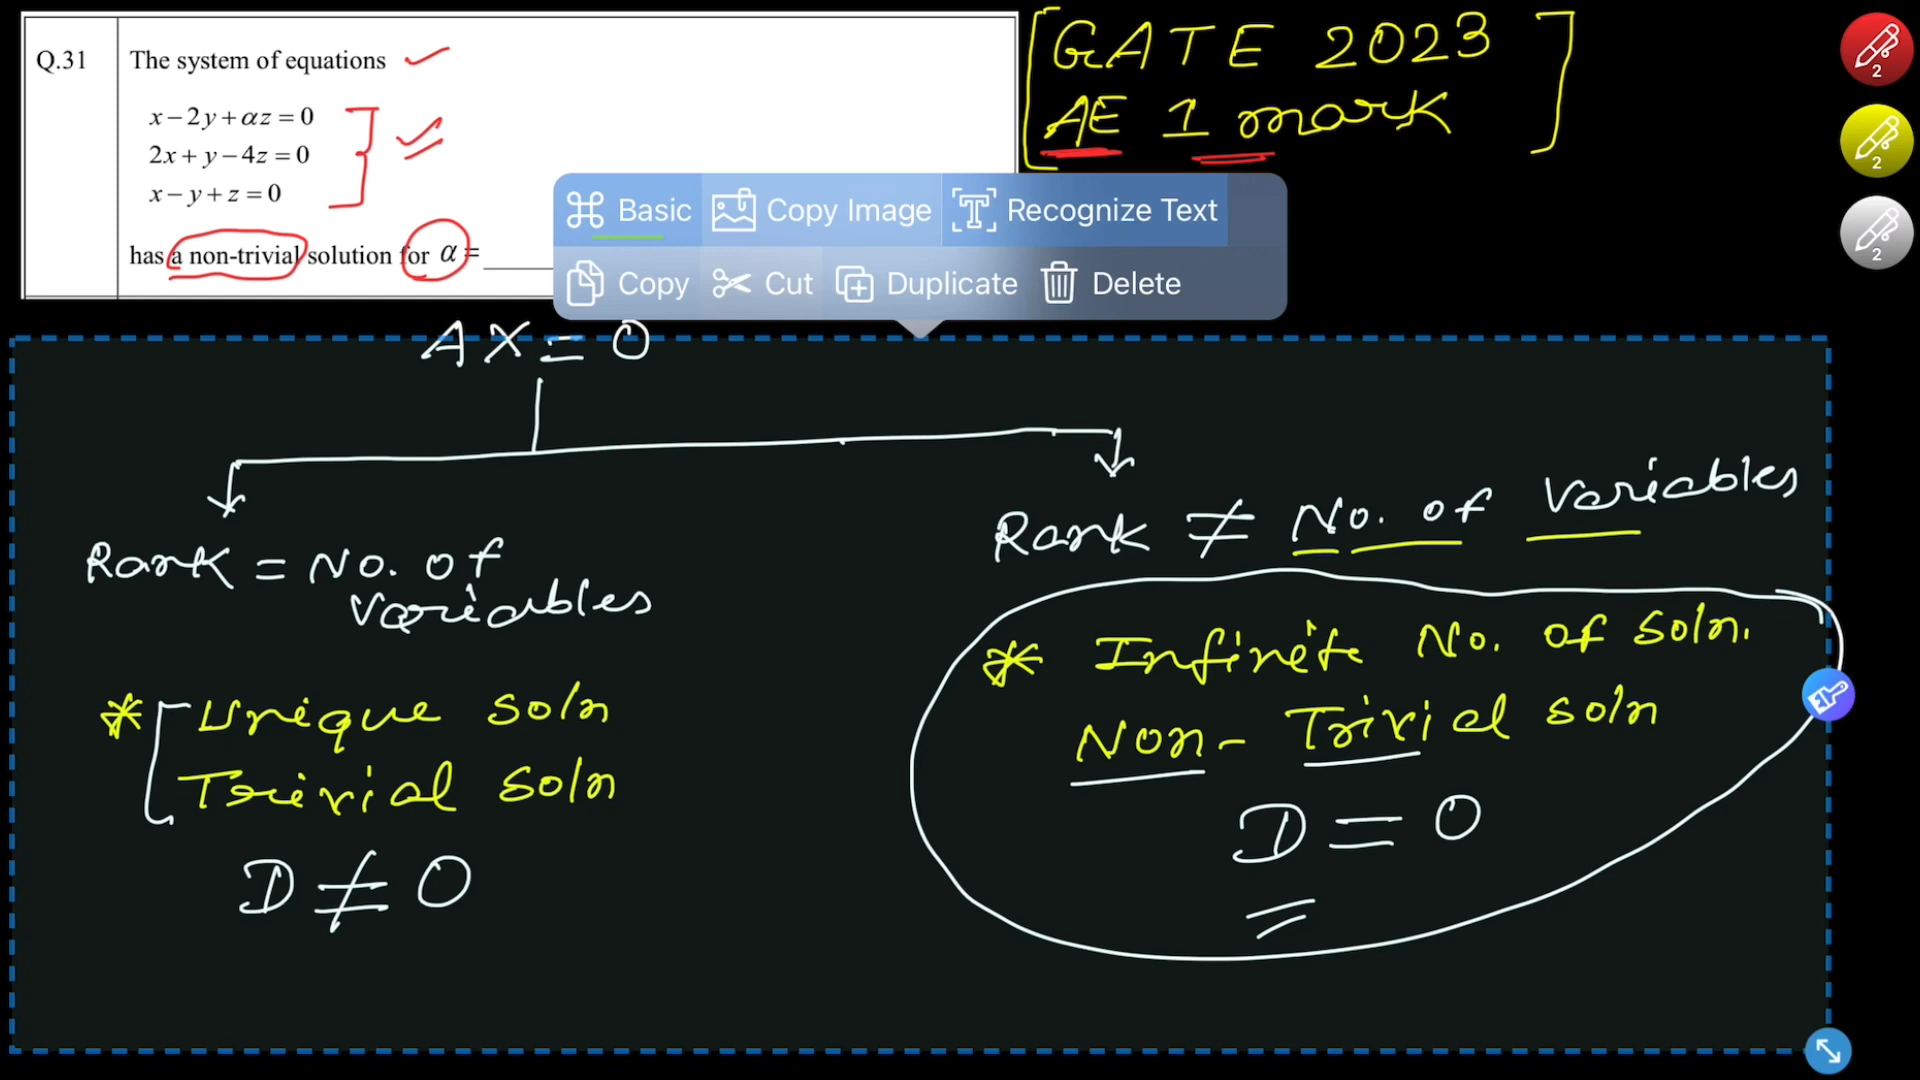 Q.31
The system of equations
x − 2y + αz = 0
2x + y − 4z = 0
x − y + z = 0
has a non-trivial solution for α = ______
[GATE 2023
AE 1 mark]
2
2
2
Basic
Copy Image
Recognize Text
Copy
Cut
Duplicate
Delete
AX = 0
Rank = No. of
variables
* Unique soln
Trivial soln
D ≠ 0
Rank ≠ No. of variables
* Infinite No. of soln.
Non-Trivial soln
D = 0